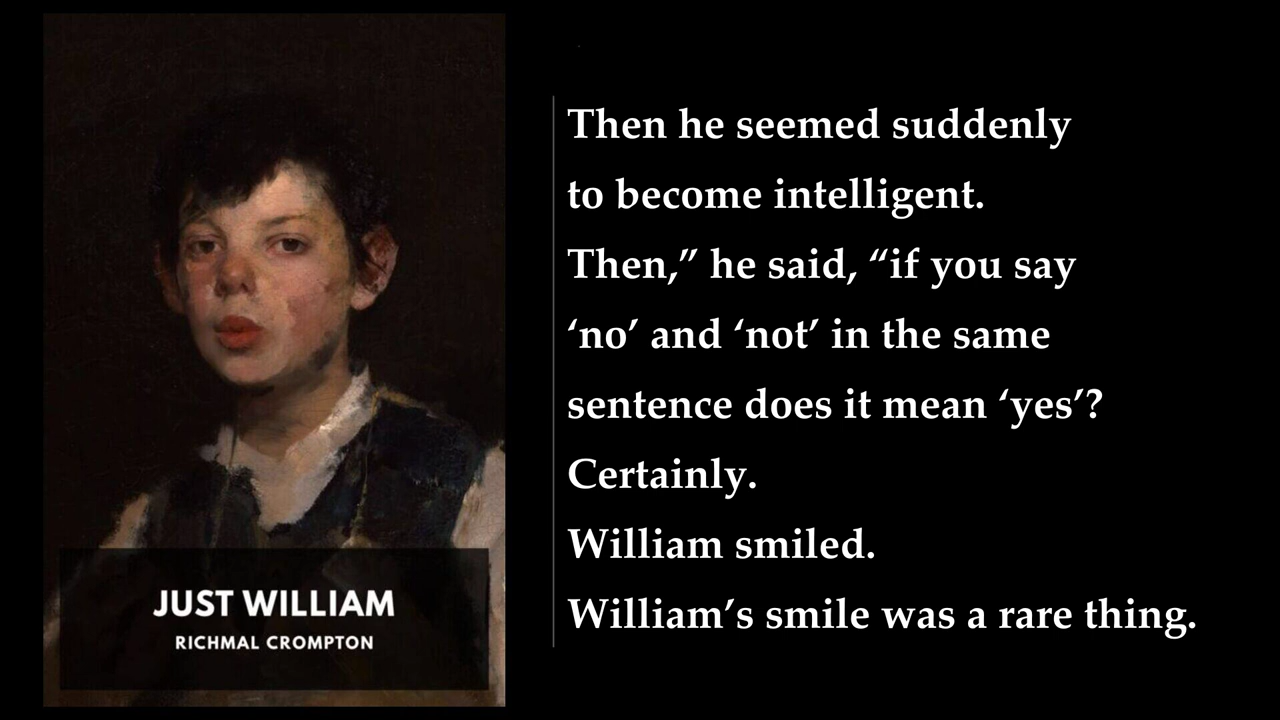 JUST WILLIAM
RICHMAL CROMPTON
Then he seemed suddenly
to become intelligent.
Then,” he said, “if you say
‘no’ and ‘not’ in the same
sentence does it mean ‘yes’?
Certainly.
William smiled.
William’s smile was a rare thing.